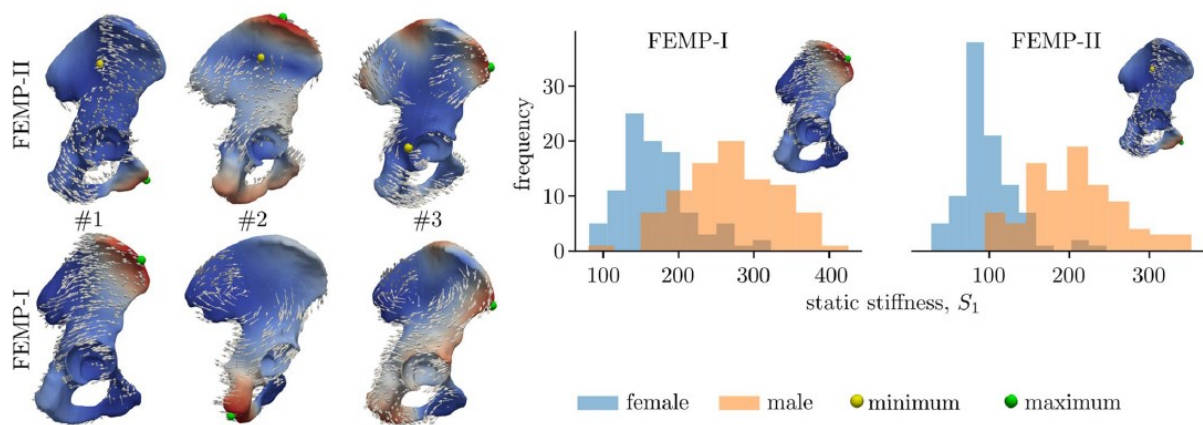 FEMP-II
#1 #2 #3
FEMP-I
FEMP-I FEMP-II
frequency
30
20
10
0
100 200 300 400
100 200 300
static stiffness, S₁
female male minimum maximum